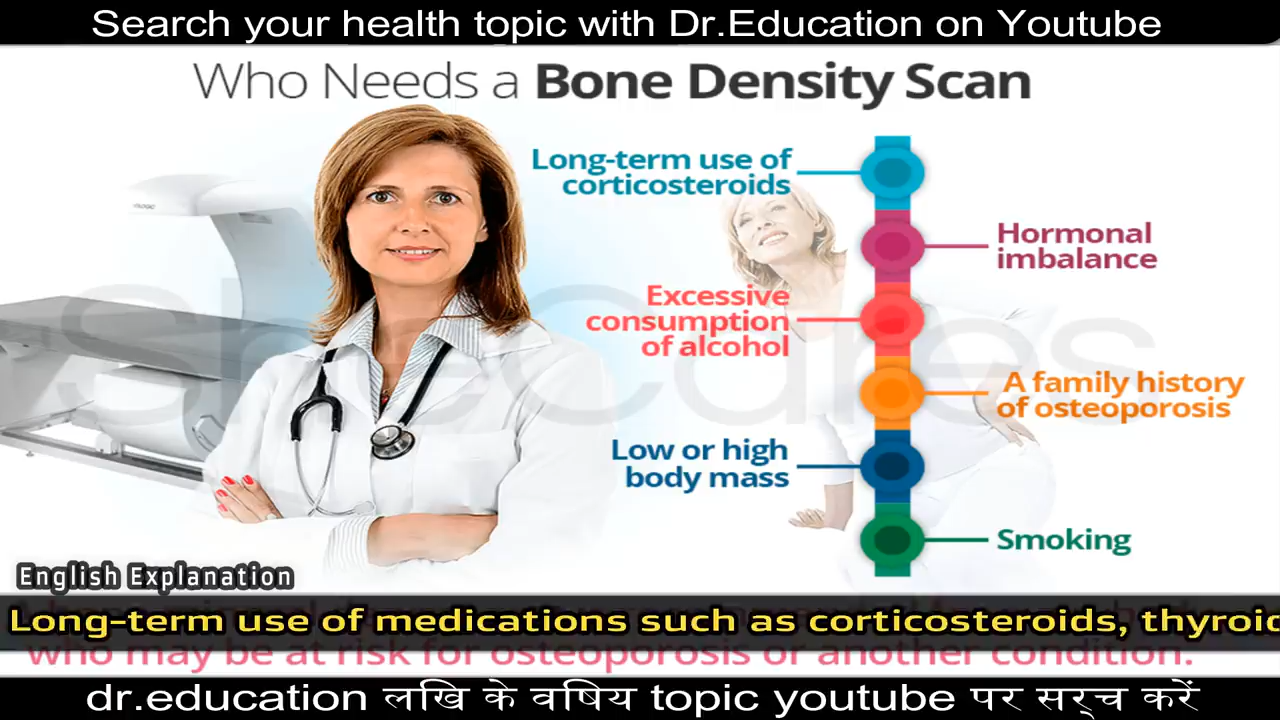 Search your health topic with Dr.Education on Youtube
Who Needs a Bone Density Scan
Long-term use of
corticosteroids
Hormonal
imbalance
Excessive
consumption
of alcohol
A family history
of osteoporosis
Low or high
body mass
Smoking
SheCares
English Explanation
Long-term use of medications such as corticosteroids, thyroid
who may be at risk for osteoporosis or another condition.
dr.education लखि के वषिय topic youtube पर सर्च करें